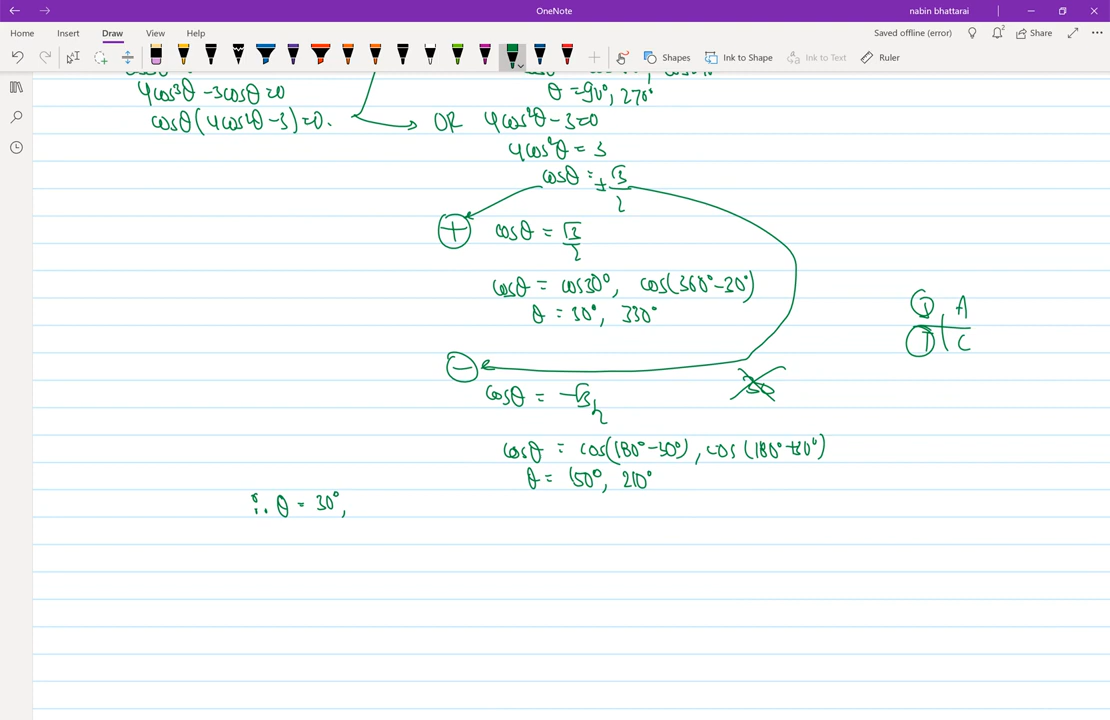 OneNote
nabin bhattarai
Home Insert Draw View Help
Saved offline (error)
2
Share
Shapes
Ink to Shape
Ink to Text
Ruler
4cos³θ - 3cosθ = 0
θ = 90°, 270°
cosθ(4cos²θ - 3) = 0.
OR 4cos²θ - 3 = 0
4cos²θ = 3
cosθ = ±√3/2
+ cosθ = √3/2
cosθ = cos30°, cos(360°-30°)
θ = 30°, 330°
A
T C
−
30
cosθ = -√3/2
cosθ = cos(180°-30°), cos(180°+30°)
θ = 150°, 210°
∴ θ = 30°,